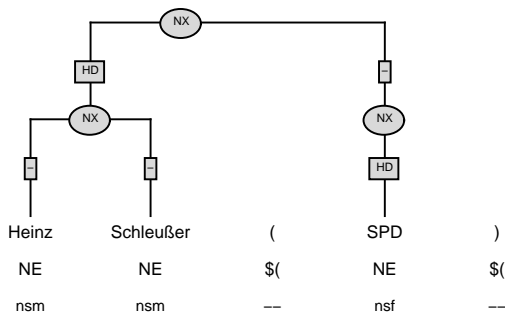 NX
HD –
NX NX
– – HD
Heinz Schleußer ( SPD )
NE NE $( NE $(
nsm nsm –– nsf ––